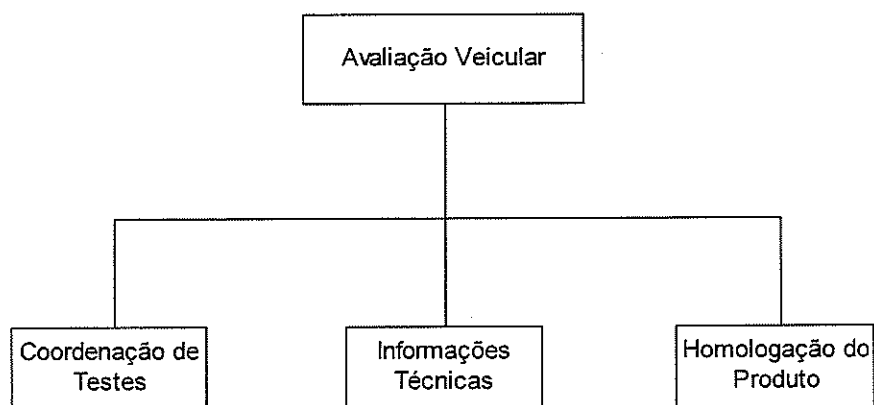 Avaliação Veicular
Coordenação de
Testes
Informações
Técnicas
Homologação do
Produto